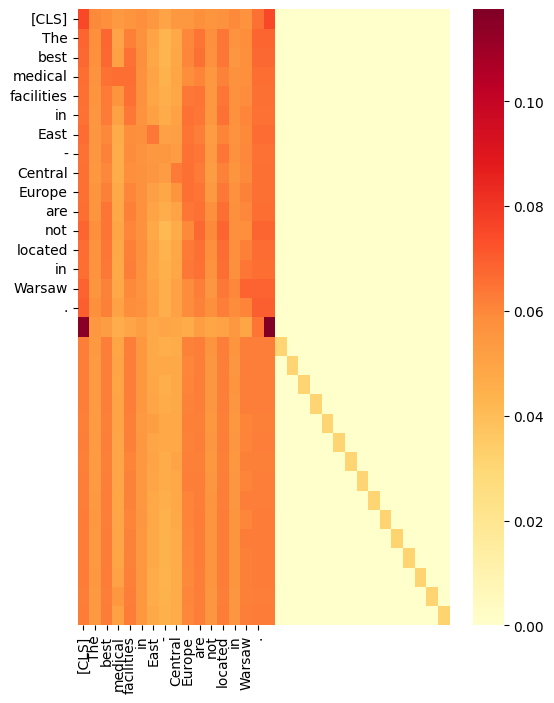 [CLS]
The
best
medical
facilities
in
East
-
Central
Europe
are
not
located
in
Warsaw
.
0.10
0.08
0.06
0.04
0.02
0.00
[CLS]
The
best
medical
facilities
in
East
-
Central
Europe
are
not
located
in
Warsaw
.